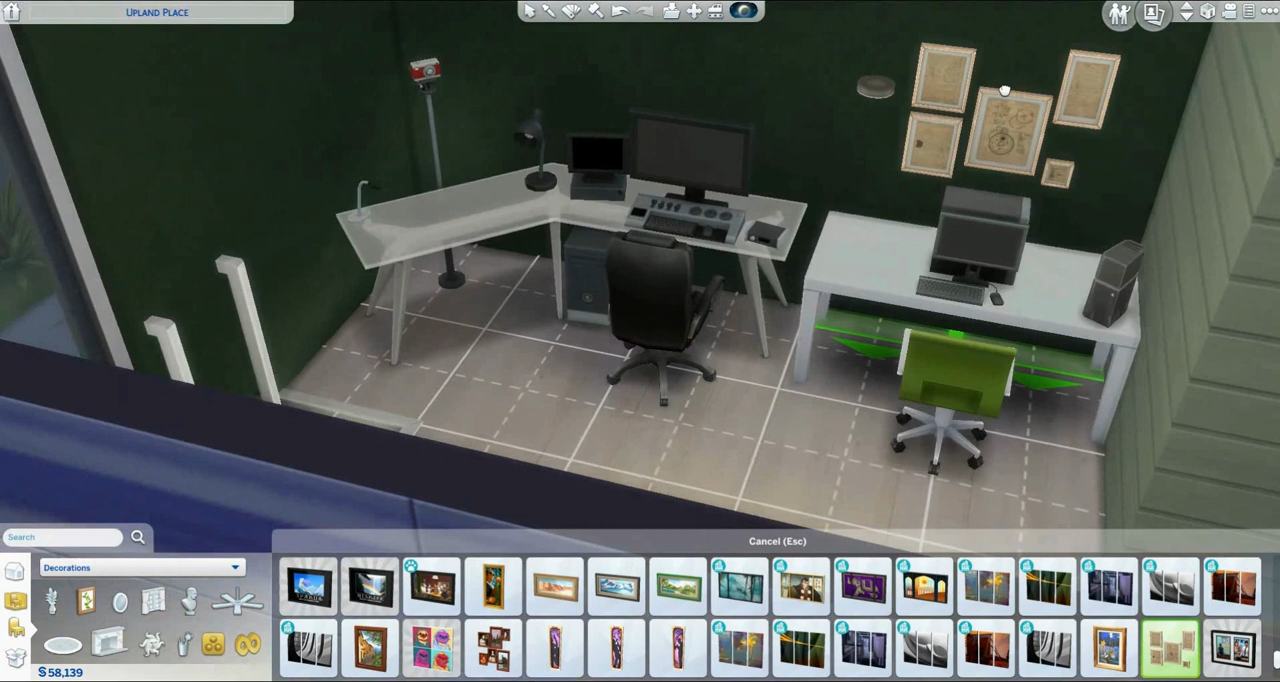 UPLAND PLACE
Cancel (Esc)
Search
Decorations
§58,139